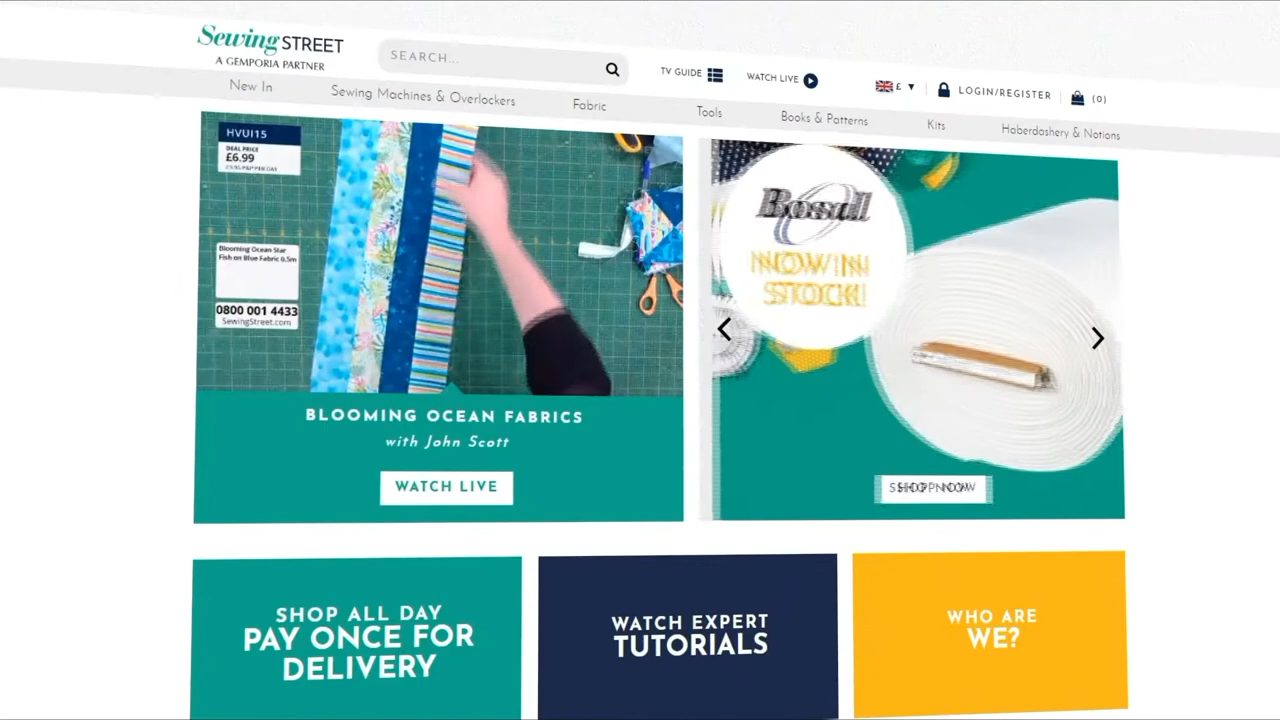 Sewing STREET
A GEMPORIA PARTNER
SEARCH...
TV GUIDE
WATCH LIVE
£
LOGIN/REGISTER
(0)
New In
Sewing Machines & Overlockers
Fabric
Tools
Books & Patterns
Kits
Haberdashery & Notions
HVUI15
DEAL PRICE
£6.99
Blooming Ocean Star
Fish on Blue Fabric 0.5m
0800 001 4433
SewingStreet.com
BLOOMING OCEAN FABRICS
with John Scott
WATCH LIVE
Bosal
NOW IN
STOCK!
SHOP NOW
SHOP ALL DAY
PAY ONCE FOR
DELIVERY
WATCH EXPERT
TUTORIALS
WHO ARE
WE?